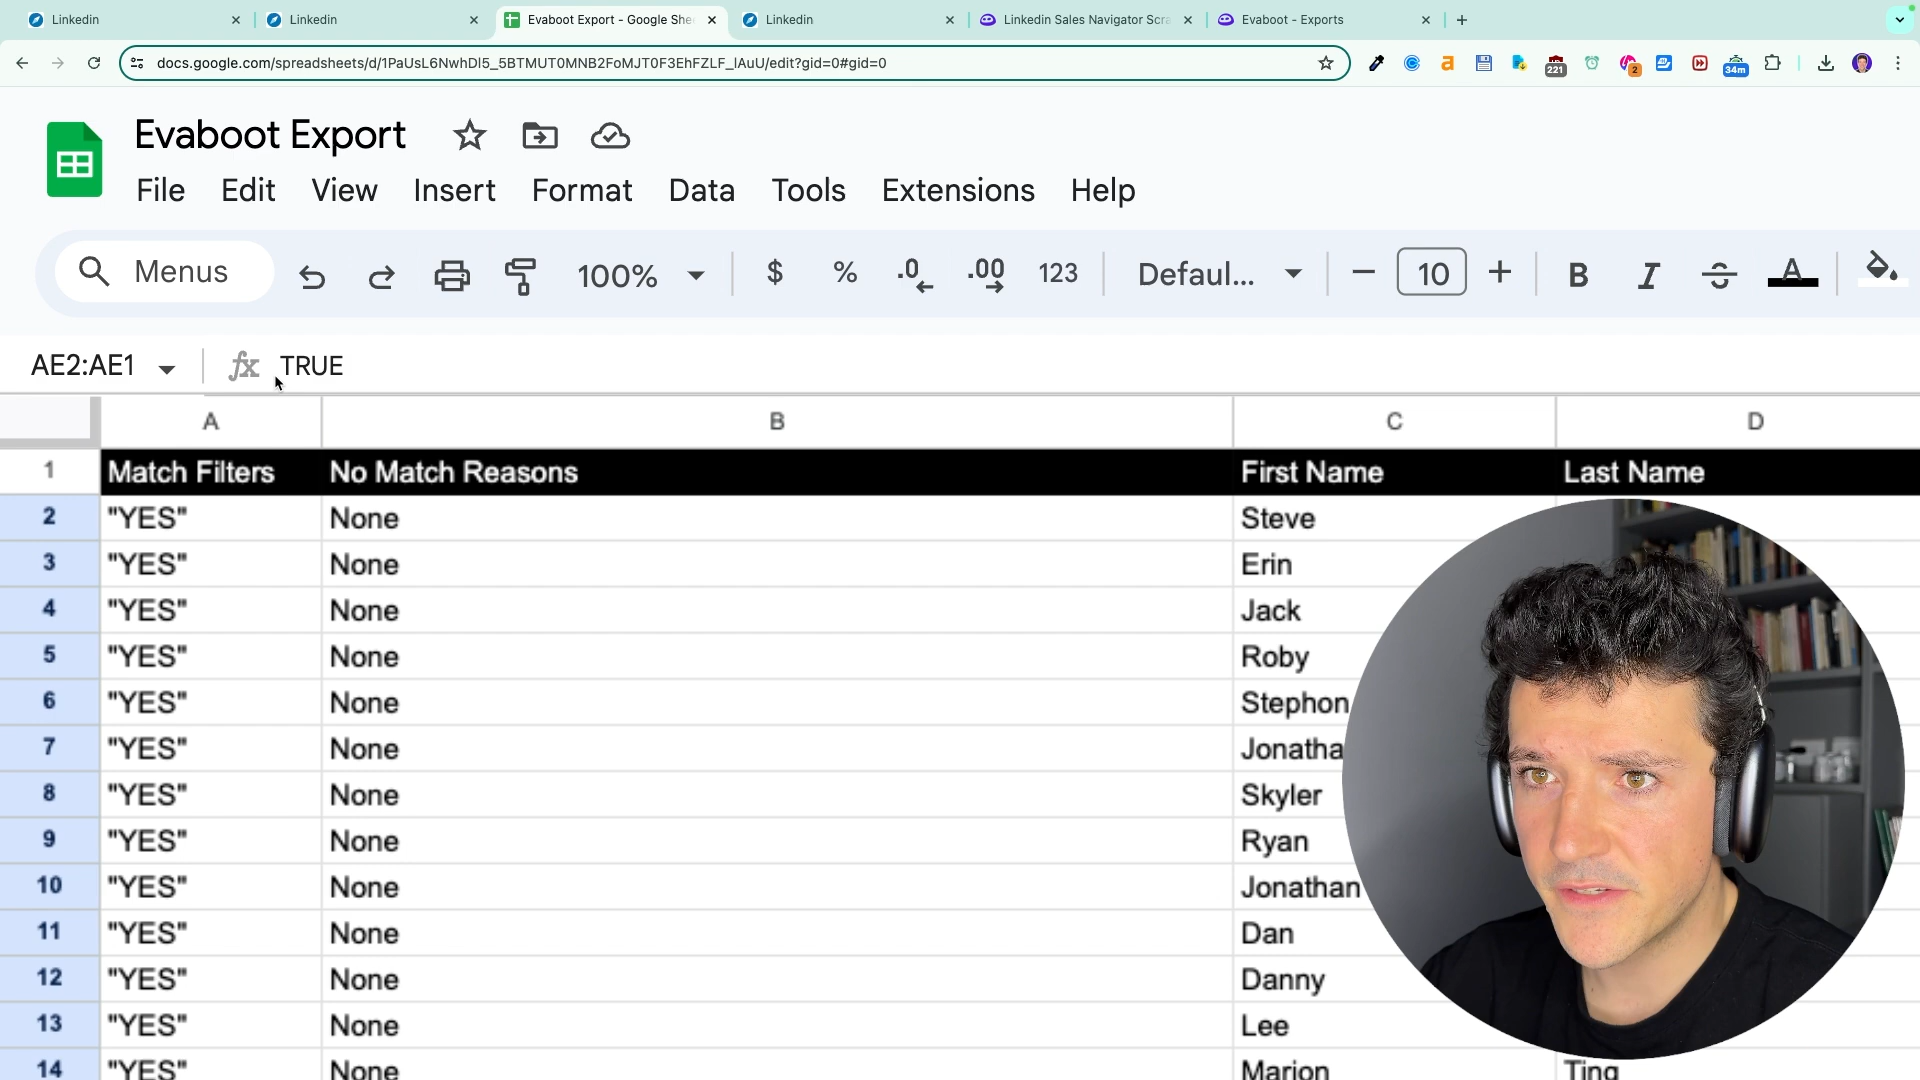 Linkedin
Linkedin
Evaboot Export - Google She
Linkedin
Linkedin Sales Navigator Scra
Evaboot - Exports
docs.google.com/spreadsheets/d/1PaUsL6NwhDl5_5BTMUT0MNB2FoMJT0F3EhFZLF_lAuU/edit?gid=0#gid=0
221
2
34m
Evaboot Export
File Edit View Insert Format Data Tools Extensions Help
Menus 100% $ % .0 .00 123 Defaul... 10 B I A
AE2:AE1 fx TRUE
A B C D
1 Match Filters No Match Reasons First Name Last Name
2 "YES" None Steve
3 "YES" None Erin
4 "YES" None Jack
5 "YES" None Roby
6 "YES" None Stephon
7 "YES" None Jonatha
8 "YES" None Skyler
9 "YES" None Ryan
10 "YES" None Jonathan
11 "YES" None Dan
12 "YES" None Danny
13 "YES" None Lee
14 "YES" None Marion Ting